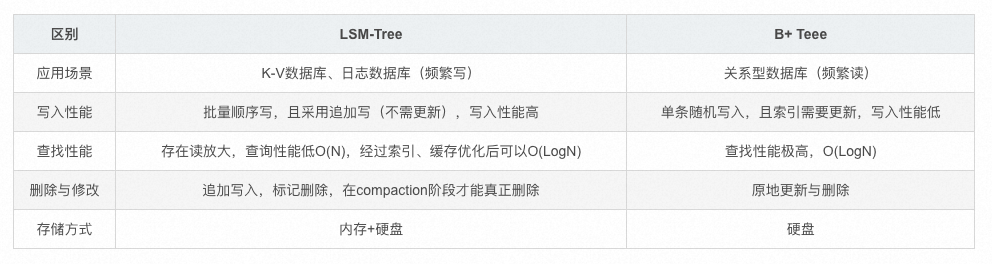 区别 LSM-Tree B+ Teee
应用场景 K-V数据库、日志数据库（频繁写） 关系型数据库（频繁读）
写入性能 批量顺序写，且采用追加写（不需更新），写入性能高 单条随机写入，且索引需要更新，写入性能低
查找性能 存在读放大，查询性能低O(N)，经过索引、缓存优化后可以O(LogN) 查找性能极高，O(LogN)
删除与修改 追加写入，标记删除，在compaction阶段才能真正删除 原地更新与删除
存储方式 内存+硬盘 硬盘